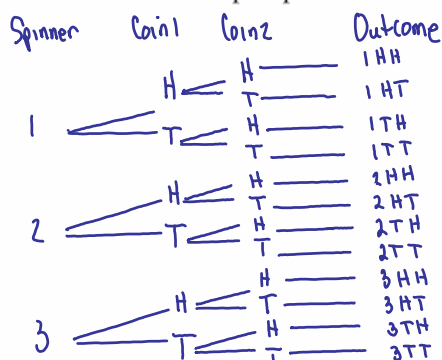 Spinner Coin1 Coin2 Outcome
H 1HH
H
T 1HT
1
H 1TH
T
T 1TT
H 2HH
H
T 2HT
2
H 2TH
T
T 2TT
H 3HH
H
T 3HT
3
H 3TH
T
T 3TT